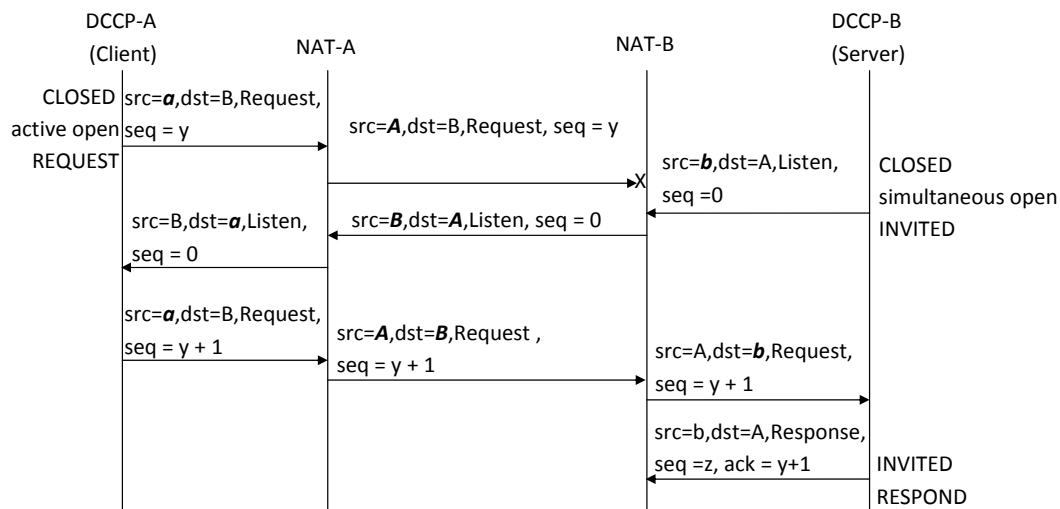 DCCP-A
(Client)
NAT-A
NAT-B
DCCP-B
(Server)
CLOSED
active open
REQUEST
src=a,dst=B,Request,
seq = y
src=A,dst=B,Request, seq = y
X
src=b,dst=A,Listen,
seq =0
CLOSED
simultaneous open
INVITED
src=B,dst=A,Listen, seq = 0
src=B,dst=a,Listen,
seq = 0
src=a,dst=B,Request,
seq = y + 1
src=A,dst=B,Request ,
seq = y + 1
src=A,dst=b,Request,
seq = y + 1
src=b,dst=A,Response,
seq =z, ack = y+1
INVITED
RESPOND